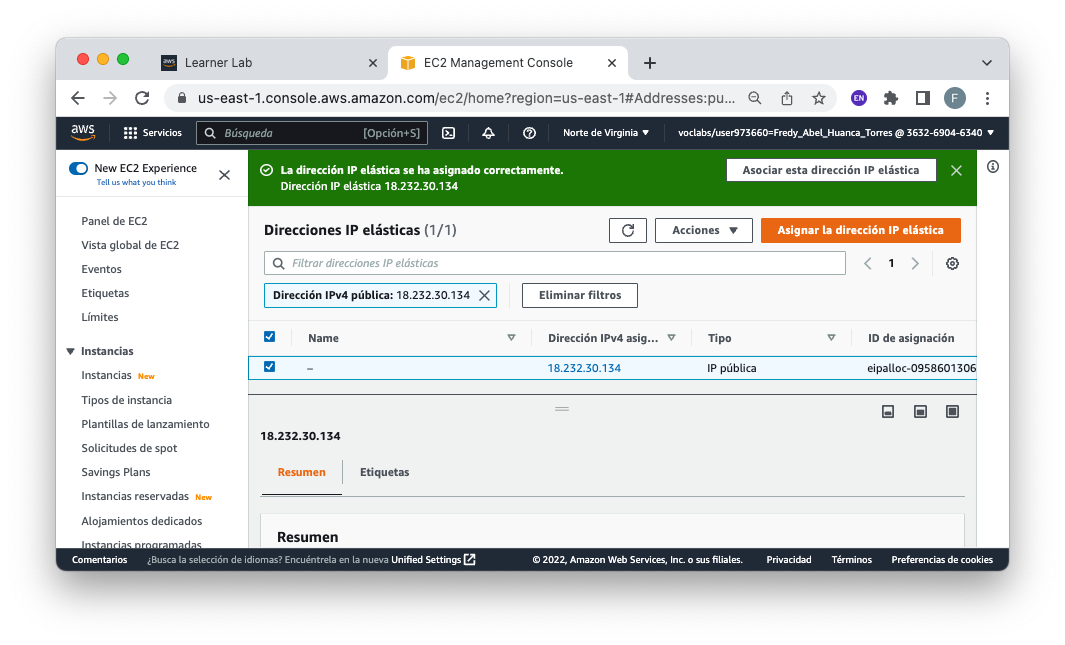 Learner Lab
EC2 Management Console
us-east-1.console.aws.amazon.com/ec2/home?region=us-east-1#Addresses:pu...
EN
F
aws
Servicios
Búsqueda
[Opción+S]
Norte de Virginia
voclabs/user973660=Fredy_Abel_Huanca_Torres @ 3632-6904-6340
New EC2 Experience
Tell us what you think
Panel de EC2
Vista global de EC2
Eventos
Etiquetas
Límites
Instancias
Instancias New
Tipos de instancia
Plantillas de lanzamiento
Solicitudes de spot
Savings Plans
Instancias reservadas New
Alojamientos dedicados
Instancias programadas
La dirección IP elástica se ha asignado correctamente.
Dirección IP elástica 18.232.30.134
Asociar esta dirección IP elástica
Direcciones IP elásticas (1/1)
Acciones
Asignar la dirección IP elástica
Filtrar direcciones IP elásticas
1
Dirección IPv4 pública: 18.232.30.134
Eliminar filtros
Name
Dirección IPv4 asig...
Tipo
ID de asignación
–
18.232.30.134
IP pública
eipalloc-0958601306
18.232.30.134
Resumen
Etiquetas
Resumen
Comentarios
¿Busca la selección de idiomas? Encuéntrela en la nueva Unified Settings
© 2022, Amazon Web Services, Inc. o sus filiales.
Privacidad
Términos
Preferencias de cookies